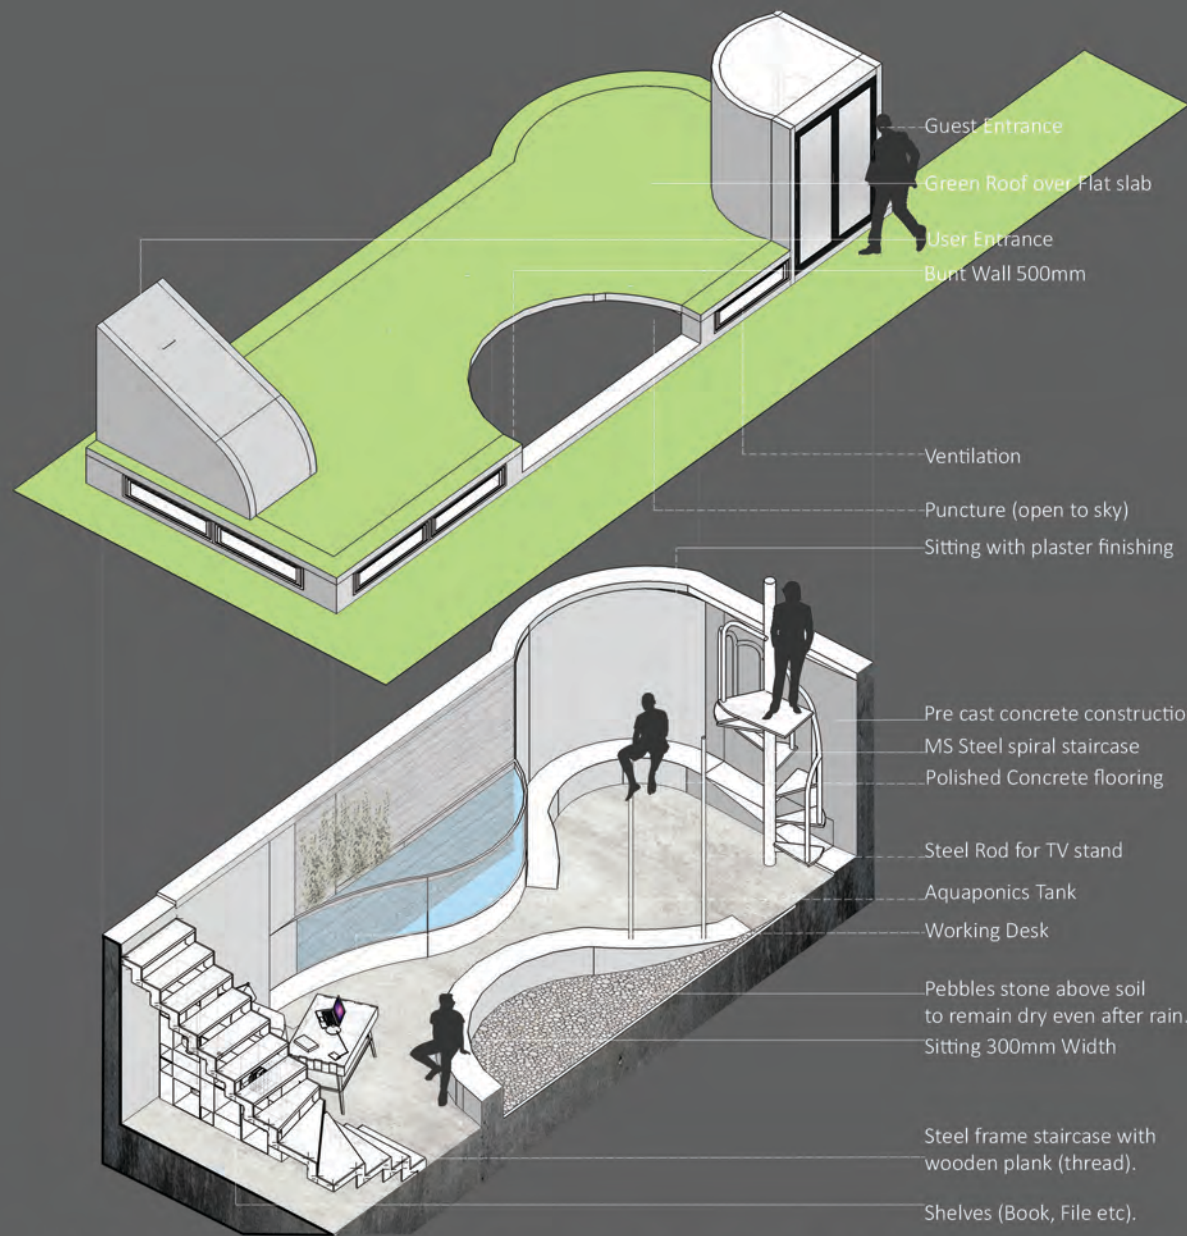 Guest Entrance
Green Roof over Flat slab
User Entrance
Bunt Wall 500mm
Ventilation
Puncture (open to sky)
Sitting with plaster finishing
Pre cast concrete constructio
MS Steel spiral staircase
Polished Concrete flooring
Steel Rod for TV stand
Aquaponics Tank
Working Desk
Pebbles stone above soil
to remain dry even after rain.
Sitting 300mm Width
Steel frame staircase with
wooden plank (thread).
Shelves (Book, File etc).